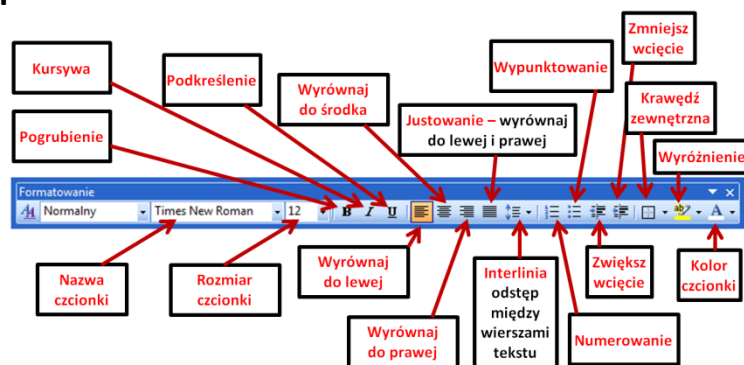 Zmniejsz
wcięcie
Kursywa
Podkreślenie
Wyrównaj
do środka
Wypunktowanie
Krawędź
zewnętrzna
Pogrubienie
Justowanie – wyrównaj
do lewej i prawej
Wyróżnienie
Formatowanie
Normalny
Times New Roman
12
B I U
ab
A
Nazwa
czcionki
Rozmiar
czcionki
Wyrównaj
do lewej
Wyrównaj
do prawej
Interlinia
odstęp
między
wierszami
tekstu
Zwiększ
wcięcie
Numerowanie
Kolor
czcionki